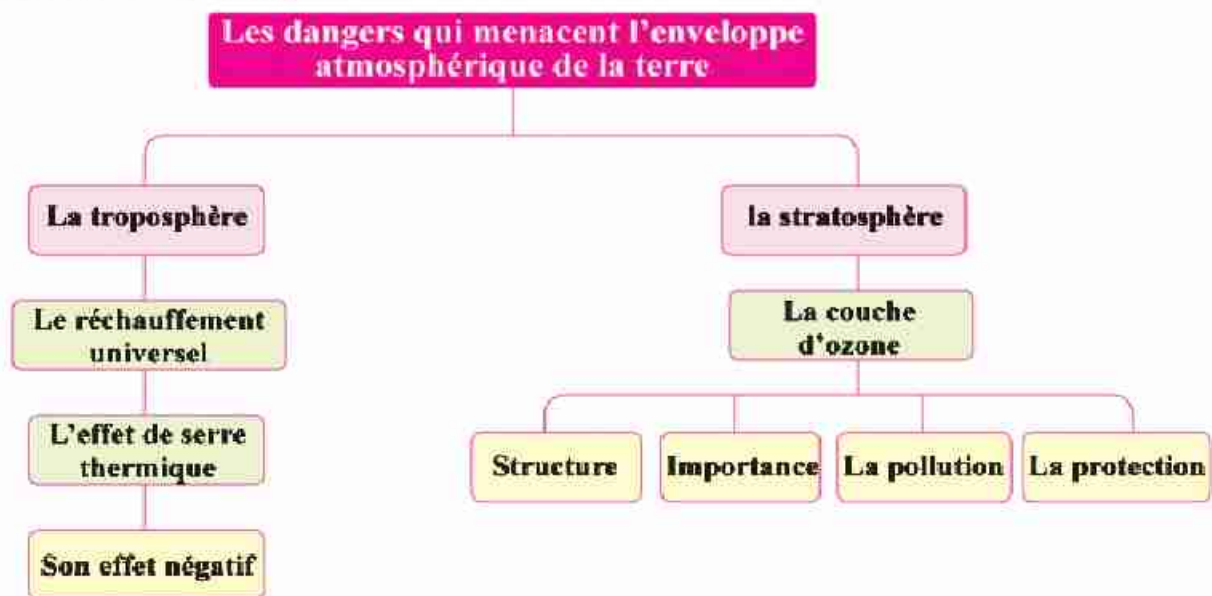 Les dangers qui menacent l'enveloppe
atmosphérique de la terre
La troposphère
la stratosphère
Le réchauffement
universel
La couche
d'ozone
L'effet de serre
thermique
Structure
Importance
La pollution
La protection
Son effet négatif